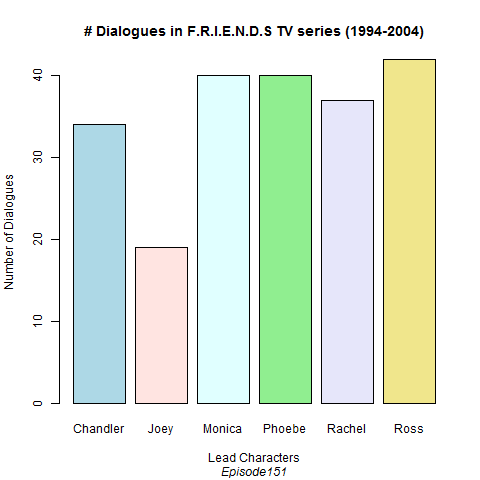 # Dialogues in F.R.I.E.N.D.S TV series (1994-2004)
Number of Dialogues
40
30
20
10
0
Chandler Joey Monica Phoebe Rachel Ross
Lead Characters
Episode151